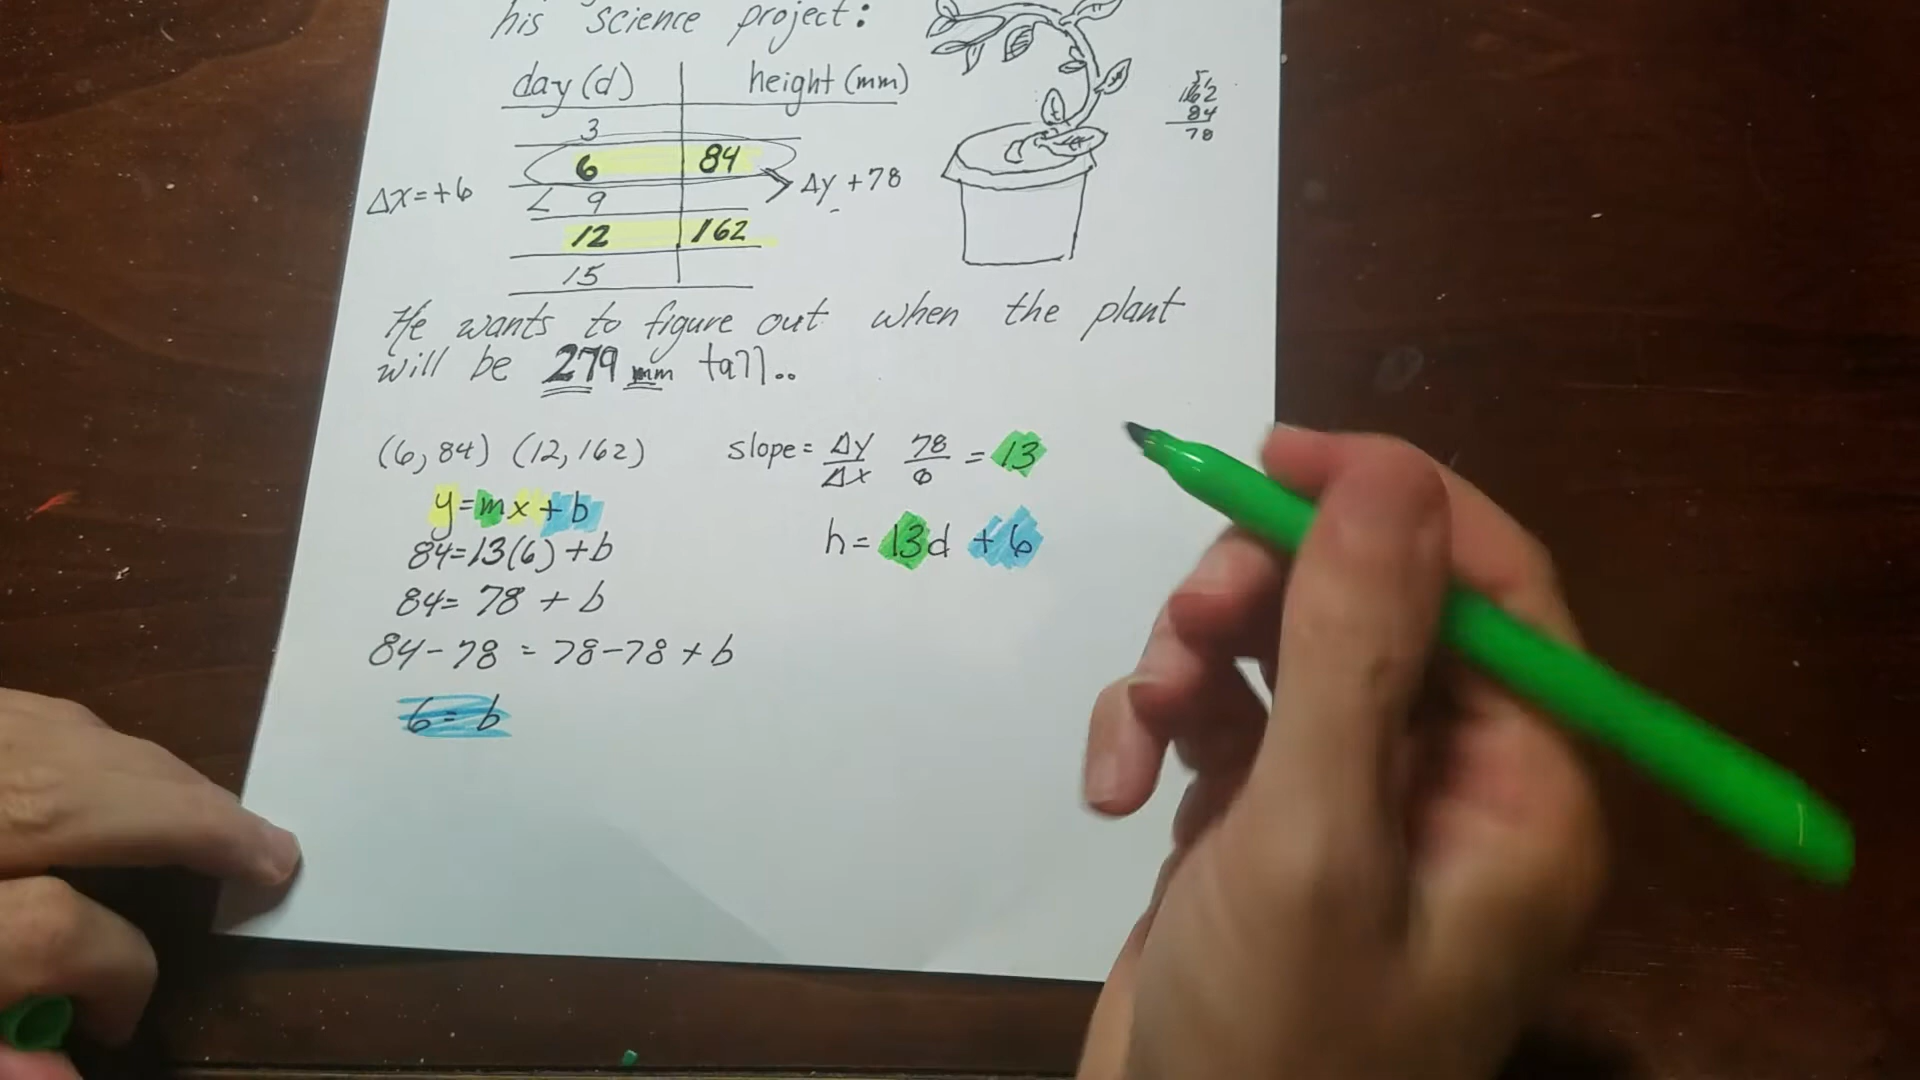 his science project:
day (d) height (mm)
3
6 84
9
12 162
15
Δx=+6
Δy +78
162
84
78
He wants to figure out when the plant
will be 279 mm tall..
(6, 84) (12, 162)
slope = Δy/Δx 78/6 = 13
y=mx+b
84=13(6)+b
h= 13d +6
84= 78 + b
84-78 = 78-78 + b
6= b